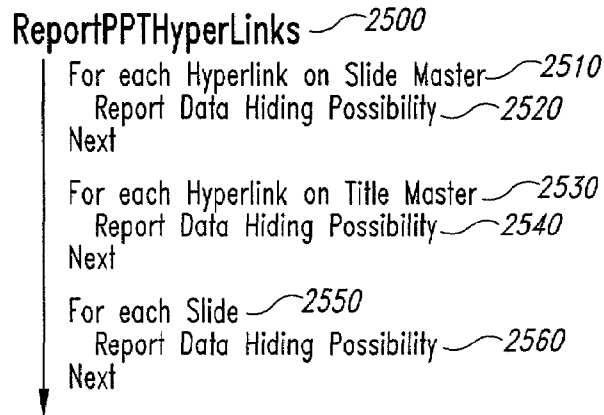 ReportPPTHyperLinks 2500
For each Hyperlink on Slide Master 2510
Report Data Hiding Possibility 2520
Next
For each Hyperlink on Title Master 2530
Report Data Hiding Possibility 2540
Next
For each Slide 2550
Report Data Hiding Possibility 2560
Next